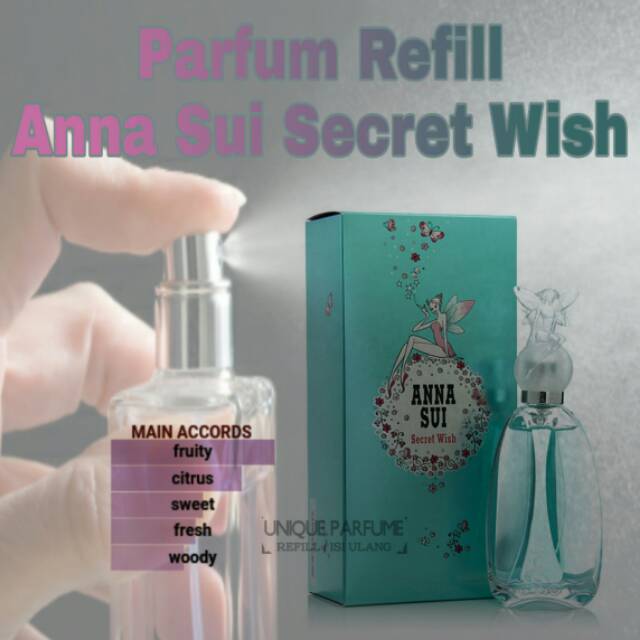 Parfum Refill
Anna Sui Secret Wish
ANNA
SUI
Secret Wish
MAIN ACCORDS
fruity
citrus
sweet
fresh
woody
UNIQUE PARFUME
REFILL / ISI ULANG